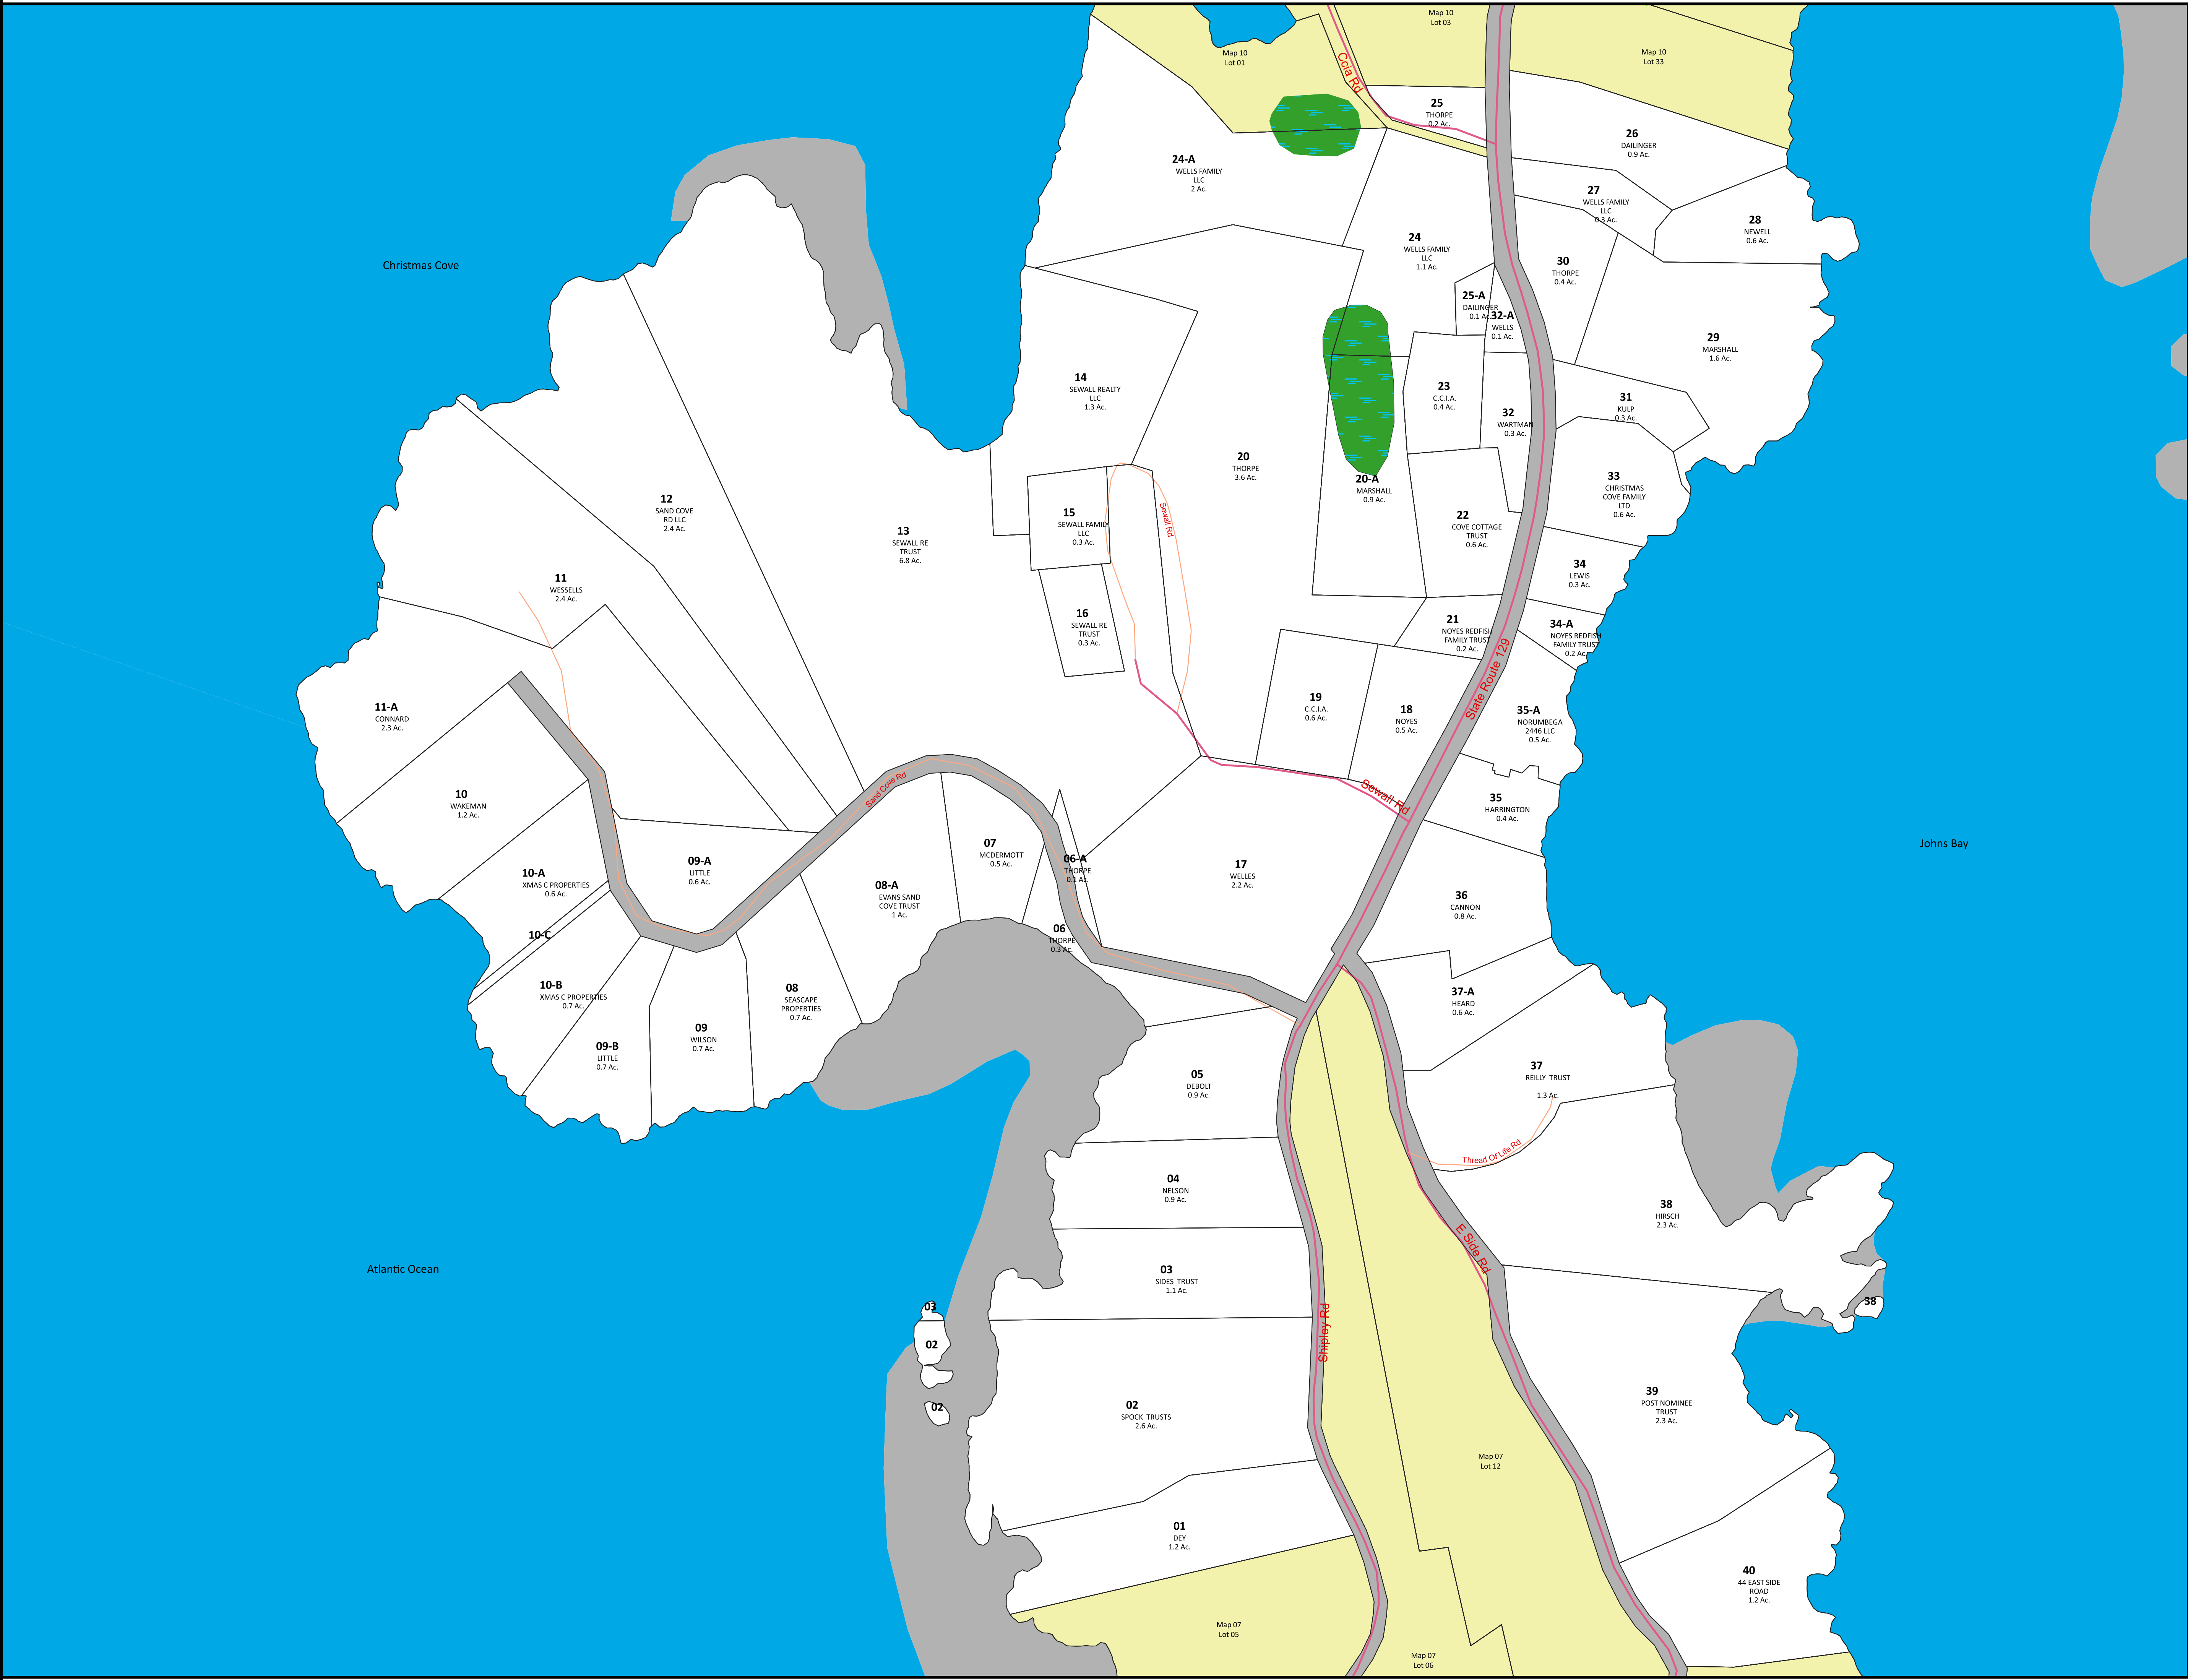 Map 10
Lot 03
Map 10
Lot 01
Map 10
Lot 33
Ccia Rd
25
THORPE
0.2 Ac.
26
DAILINGER
0.9 Ac.
24-A
WELLS FAMILY
LLC
2 Ac.
27
WELLS FAMILY
LLC
0.3 Ac.
28
NEWELL
0.6 Ac.
24
WELLS FAMILY
LLC
1.1 Ac.
30
THORPE
0.4 Ac.
Christmas Cove
25-A
DAILINGER
0.1 Ac.
32-A
WELLS
0.1 Ac.
29
MARSHALL
1.6 Ac.
14
SEWALL REALTY
LLC
1.3 Ac.
23
C.C.I.A.
0.4 Ac.
31
KULP
0.3 Ac.
32
WARTMAN
0.3 Ac.
20
THORPE
3.6 Ac.
20-A
MARSHALL
0.9 Ac.
33
CHRISTMAS
COVE FAMILY
LTD
0.6 Ac.
12
SAND COVE
RD LLC
2.4 Ac.
13
SEWALL RE
TRUST
6.8 Ac.
15
SEWALL FAMILY
LLC
0.3 Ac.
Sewall Rd
22
COVE COTTAGE
TRUST
0.6 Ac.
11
WESSELLS
2.4 Ac.
34
LEWIS
0.3 Ac.
16
SEWALL RE
TRUST
0.3 Ac.
21
NOYES REDFISH
FAMILY TRUST
0.2 Ac.
34-A
NOYES REDFISH
FAMILY TRUST
0.2 Ac.
State Route 129
11-A
CONNARD
2.3 Ac.
19
C.C.I.A.
0.6 Ac.
18
NOYES
0.5 Ac.
35-A
NORUMBEGA
2446 LLC
0.5 Ac.
10
WAKEMAN
1.2 Ac.
Sand Cove Rd
Sewall Rd
35
HARRINGTON
0.4 Ac.
07
MCDERMOTT
0.5 Ac.
Johns Bay
09-A
LITTLE
0.6 Ac.
06-A
THORPE
0.1 Ac.
17
WELLES
2.2 Ac.
10-A
XMAS C PROPERTIES
0.6 Ac.
08-A
EVANS SAND
COVE TRUST
1 Ac.
36
CANNON
0.8 Ac.
10-C
06
THORPE
0.3 Ac.
10-B
XMAS C PROPERTIES
0.7 Ac.
08
SEASCAPE
PROPERTIES
0.7 Ac.
37-A
HEARD
0.6 Ac.
09
WILSON
0.7 Ac.
09-B
LITTLE
0.7 Ac.
05
DEBOLT
0.9 Ac.
37
REILLY TRUST
1.3 Ac.
Thread Of Life Rd
04
NELSON
0.9 Ac.
38
HIRSCH
2.3 Ac.
E Side Rd
Atlantic Ocean
03
SIDES TRUST
1.1 Ac.
03
38
Shipley Rd
02
02
SPOCK TRUSTS
2.6 Ac.
02
39
POST NOMINEE
TRUST
2.3 Ac.
Map 07
Lot 12
01
DEY
1.2 Ac.
40
44 EAST SIDE
ROAD
1.2 Ac.
Map 07
Lot 05
Map 07
Lot 06